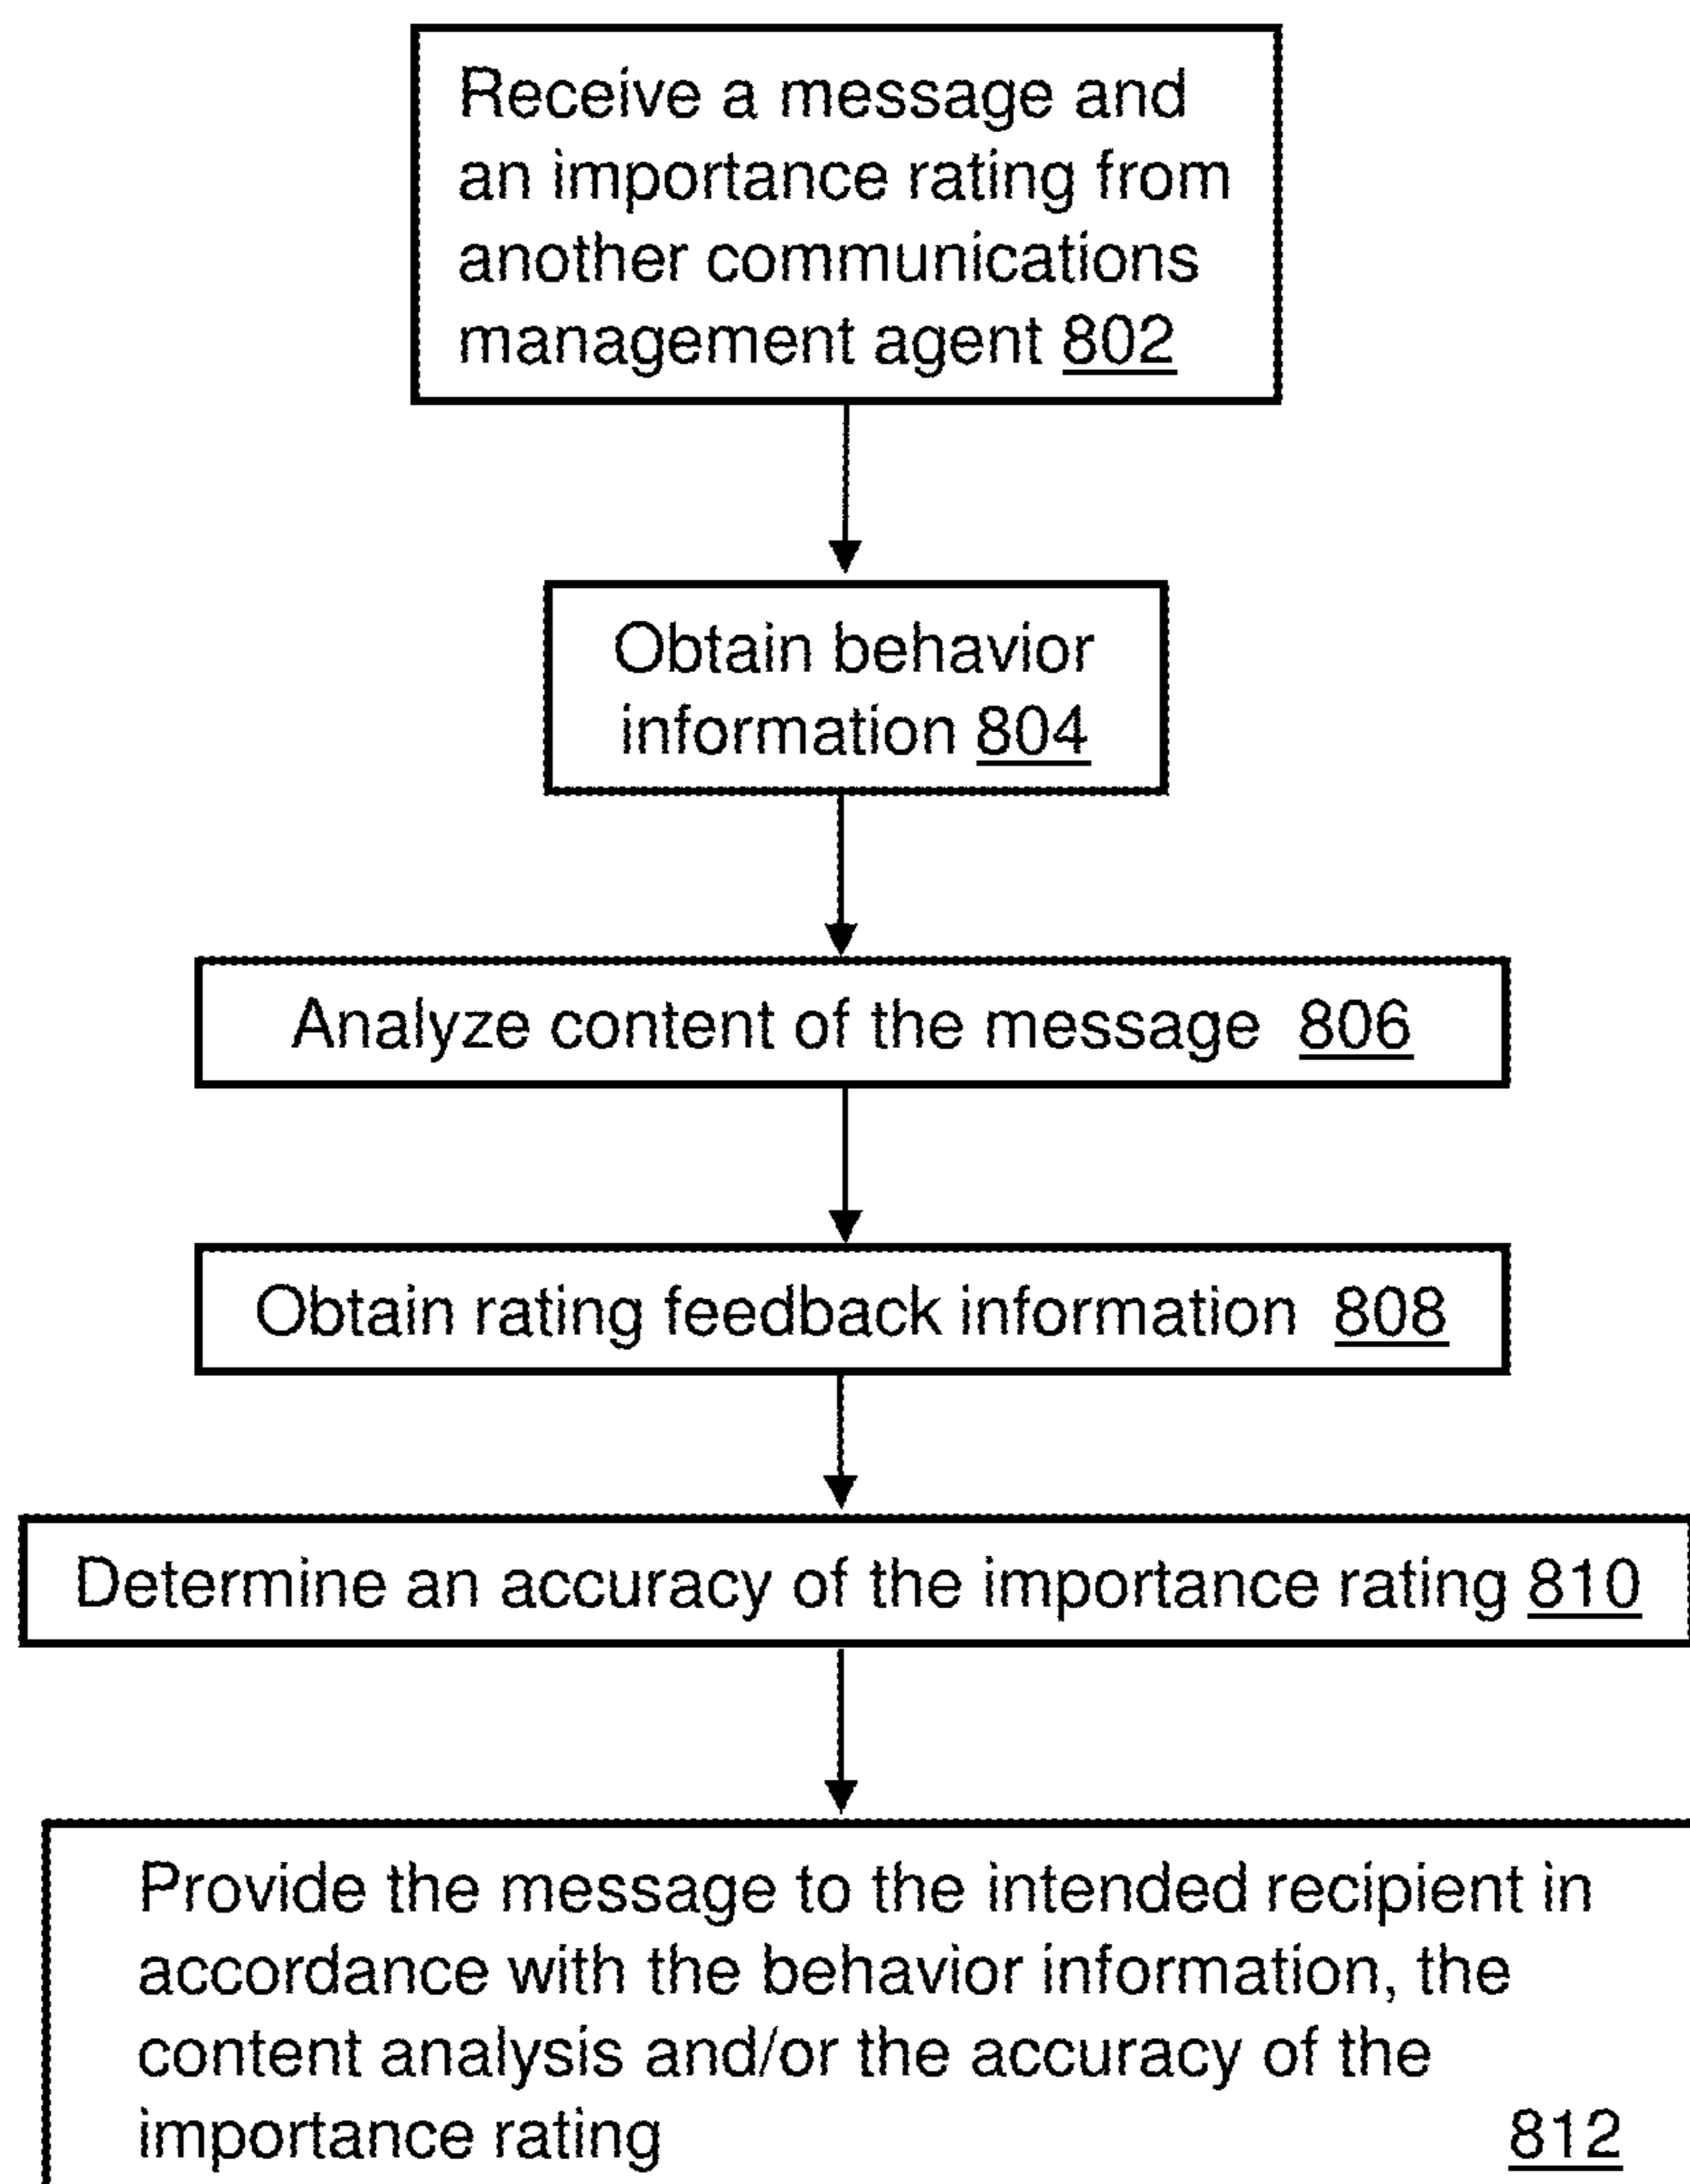 Receive a message and
an importance rating from
another communications
management agent 802
Obtain behavior
information 804
Analyze content of the message 806
Obtain rating feedback information 808
Determine an accuracy of the importance rating 810
Provide the message to the intended recipient in
accordance with the behavior information, the
content analysis and/or the accuracy of the
importance rating 812